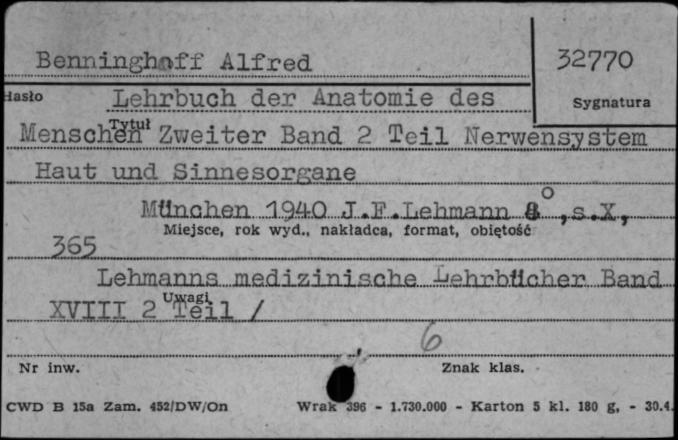 Benninghoff Alfred 32770
Hasło Lehrbuch der Anatomie des Sygnatura
Tytuł
Menschen Zweiter Band 2 Teil Nerwensystem
Haut und Sinnesorgane
München 1940 J.F.Lehmann 8° ,s.X,
Miejsce, rok wyd., nakładca, format, objętość
365
Lehmanns medizinische Lehrbücher Band
Uwagi
XVIII 2 Teil /
6
Nr inw. Znak klas.
CWD B 15a Zam. 452/DW/On Wrak 396 - 1.730.000 - Karton 5 kl. 180 g, - 30.4.